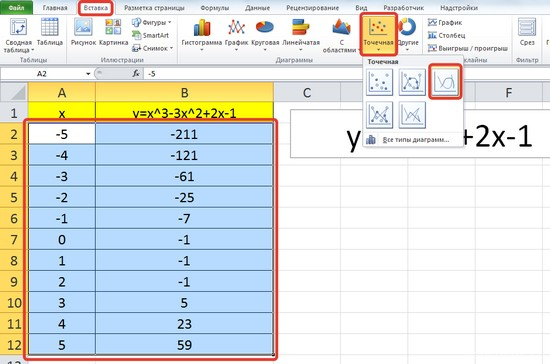 Файл Главная Вставка Разметка страницы Формулы Данные Рецензирование Вид Разработчик Надстройки
Сводная таблица Таблица Рисунок Картинка Фигуры SmartArt Снимок Гистограмма График Круговая Линейчатая С областями Точечная Другие График Столбец Выигрыш / проигрыш Срез
Таблицы Иллюстрации Диаграммы
Точечная
A2 fx -5
A B C D E F
1 x y=x^3-3x^2+2x-1
2 -5 -211
3 -4 -121
4 -3 -61
5 -2 -25
6 -1 -7
7 0 -1
8 1 -1
9 2 -1
10 3 5
11 4 23
12 5 59
y +2x-1
Все типы диаграмм...